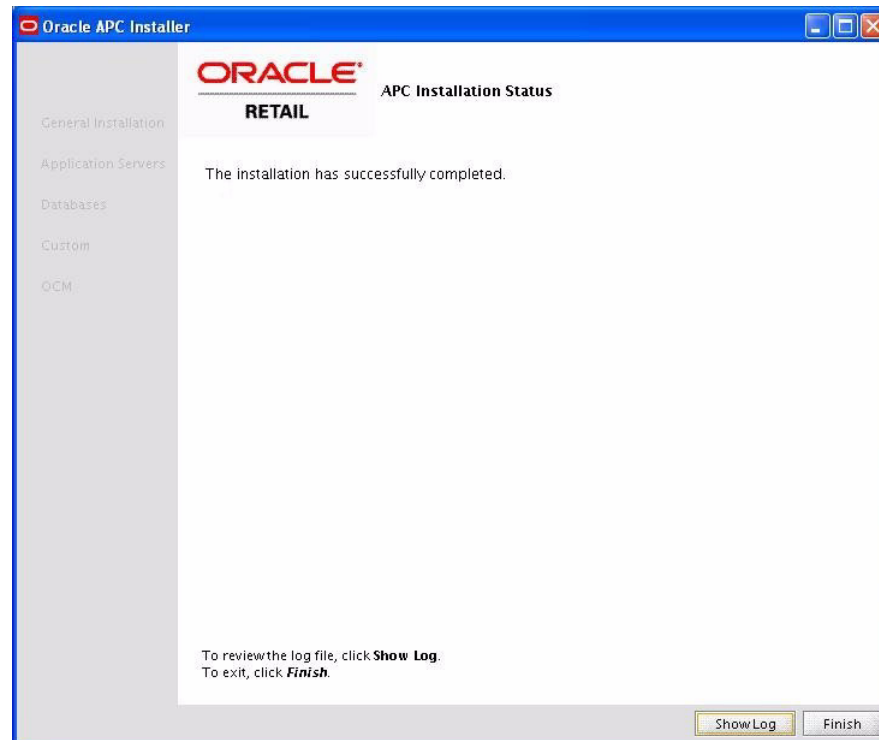 Oracle APC Installer
ORACLE
RETAIL
APC Installation Status
General Installation
Application Servers
Databases
Custom
OCM
The installation has successfully completed.
To review the log file, click Show Log.
To exit, click Finish.
Show Log
Finish